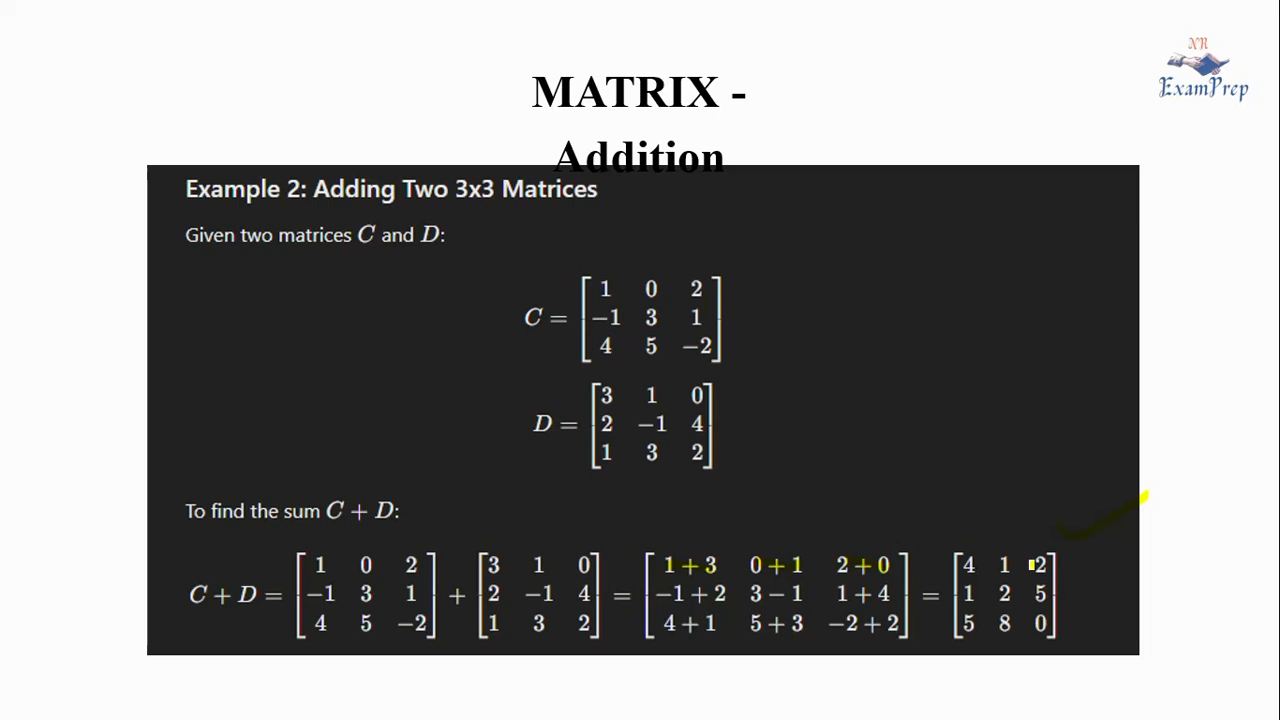 NR
ExamPrep
MATRIX -
Addition
Example 2: Adding Two 3x3 Matrices
Given two matrices C and D:
C = [1 0 2
−1 3 1
4 5 −2]
D = [3 1 0
2 −1 4
1 3 2]
To find the sum C + D:
C + D = [1 0 2; −1 3 1; 4 5 −2] + [3 1 0; 2 −1 4; 1 3 2] = [1 + 3 0 + 1 2 + 0; −1 + 2 3 − 1 1 + 4; 4 + 1 5 + 3 −2 + 2] = [4 1 2; 1 2 5; 5 8 0]